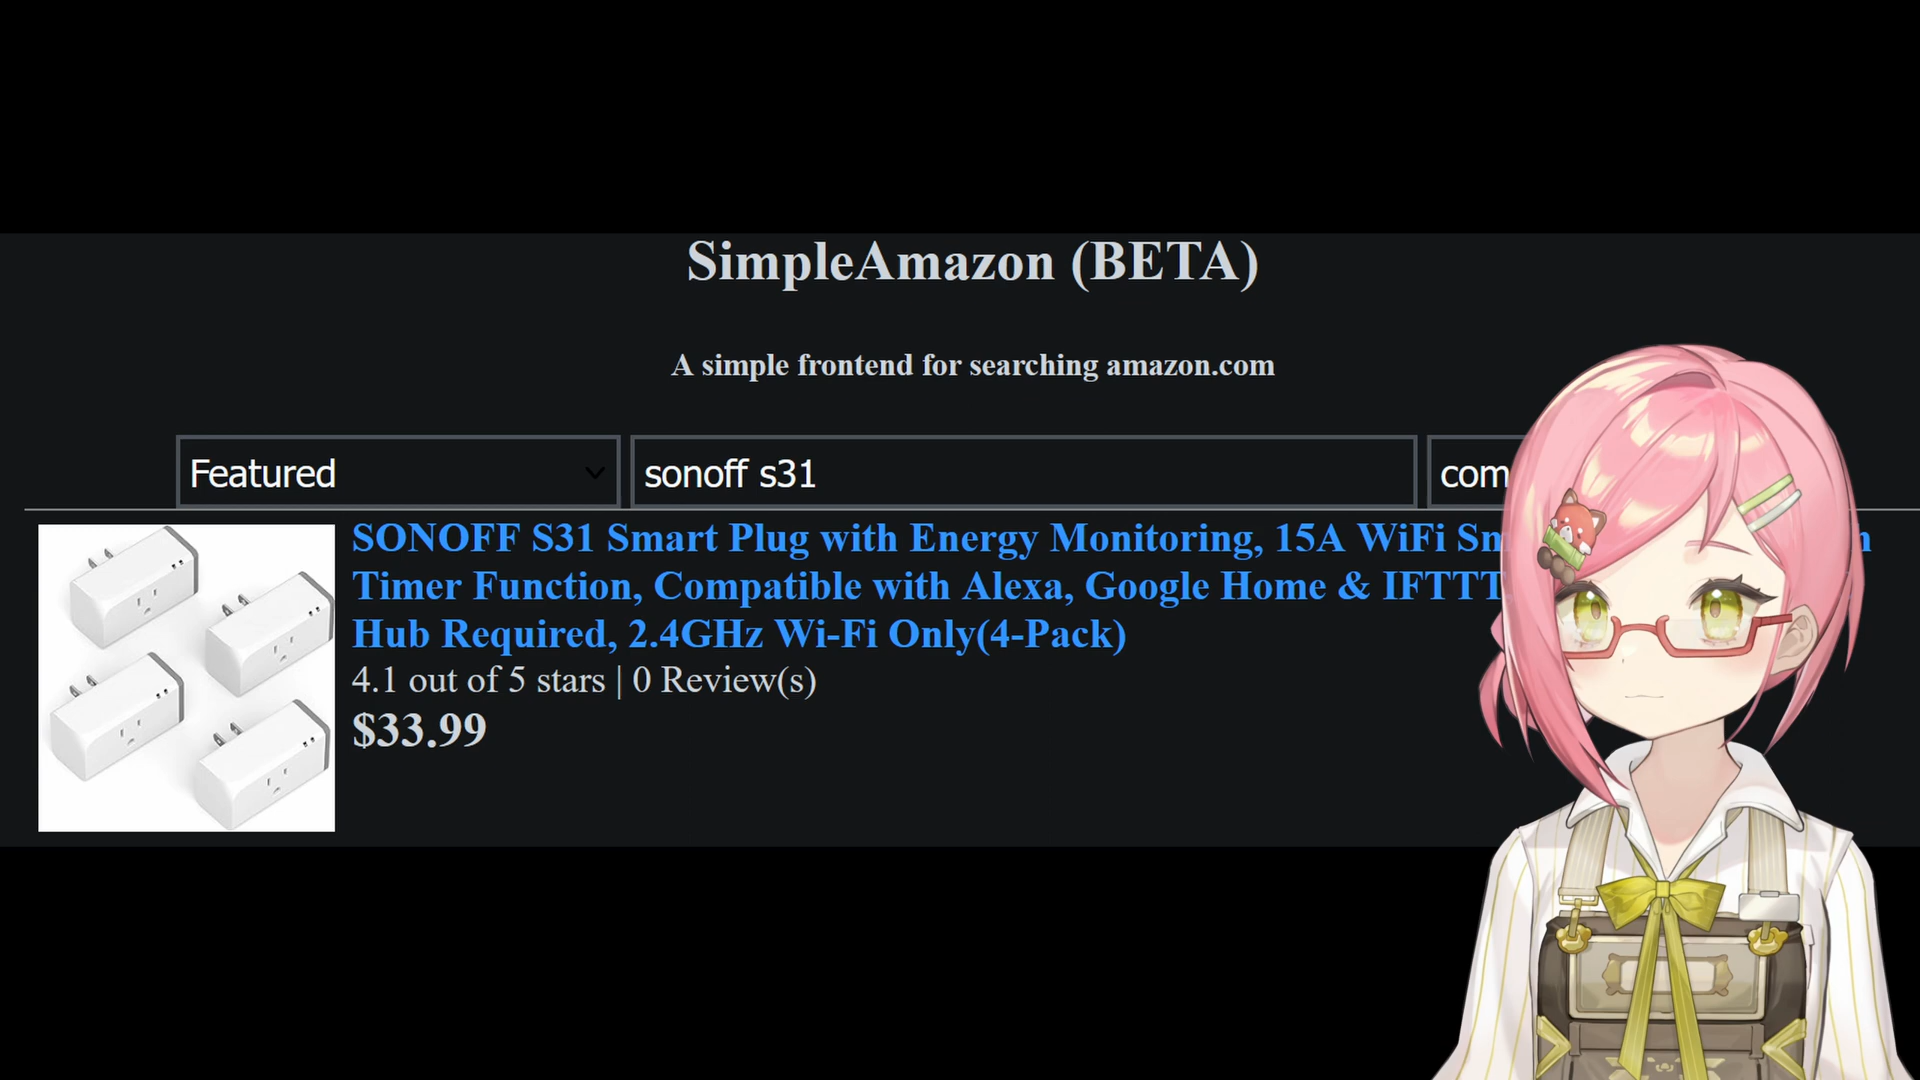 SimpleAmazon (BETA)
A simple frontend for searching amazon.com
Featured
sonoff s31
com
SONOFF S31 Smart Plug with Energy Monitoring, 15A WiFi
Timer Function, Compatible with Alexa, Google Home & IFTTT
Hub Required, 2.4GHz Wi-Fi Only(4-Pack)
4.1 out of 5 stars | 0 Review(s)
$33.99